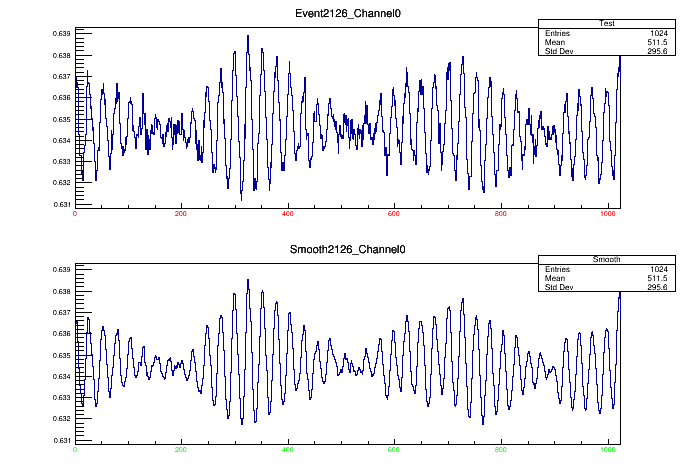 Event2126_Channel0
Test
Entries 1024
Mean 511.5
Std Dev 295.6
0.639
0.638
0.637
0.636
0.635
0.634
0.633
0.632
0.631
0 200 400 600 800 1000
Smooth2126_Channel0
Smooth
Entries 1024
Mean 511.5
Std Dev 295.6
0.639
0.638
0.637
0.636
0.635
0.634
0.633
0.632
0.631
0 200 400 600 800 1000